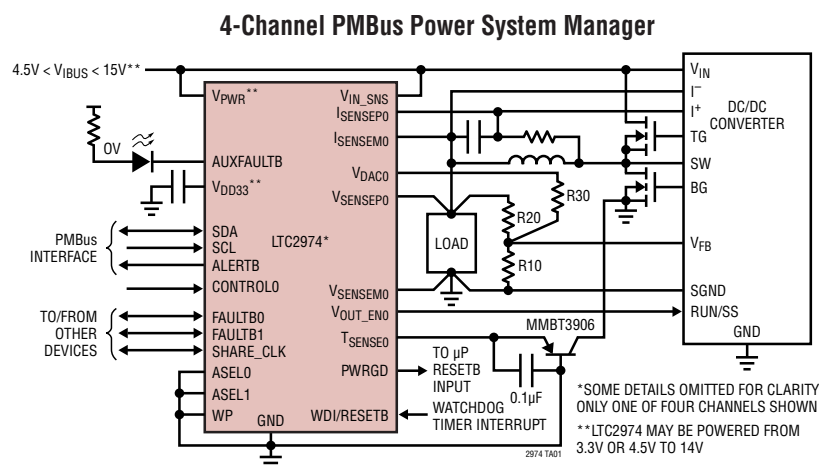 4-Channel PMBus Power System Manager
4.5V < VIBUS < 15V**
VPWR**
VIN_SNS
ISENSEP0
ISENSEM0
0V
AUXFAULTB
VDD33**
VDAC0
VSENSEP0
PMBus
INTERFACE
SDA
SCL
ALERTB
CONTROL0
LTC2974*
TO/FROM
OTHER
DEVICES
FAULTB0
FAULTB1
SHARE_CLK
ASEL0
ASEL1
WP
GND
VSENSEM0
VOUT_EN0
TSENSE0
PWRGD
WDI/RESETB
TO µP
RESETB
INPUT
WATCHDOG
TIMER INTERRUPT
LOAD
R20
R30
R10
MMBT3906
0.1µF
VIN
I–
I+
DC/DC
CONVERTER
TG
SW
BG
VFB
SGND
RUN/SS
GND
2974 TA01
*SOME DETAILS OMITTED FOR CLARITY
ONLY ONE OF FOUR CHANNELS SHOWN
**LTC2974 MAY BE POWERED FROM
3.3V OR 4.5V TO 14V